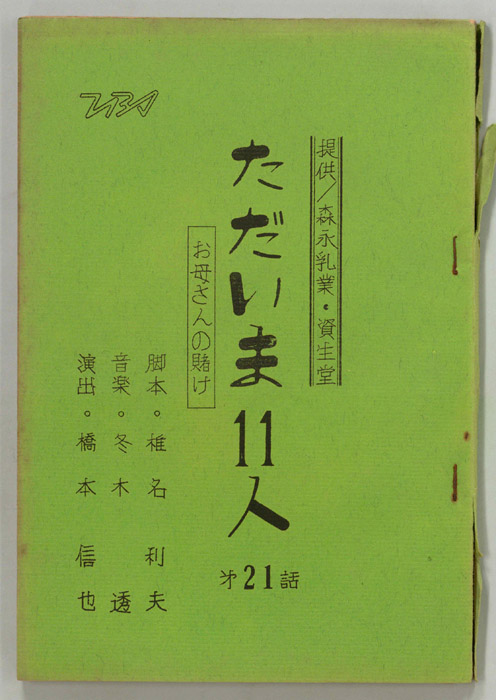 TBS
提供/森永乳業・資生堂
ただいま11人
お母さんの賭け
第21話
脚本。椎名利夫
音楽。冬木透
演出。橋本信也